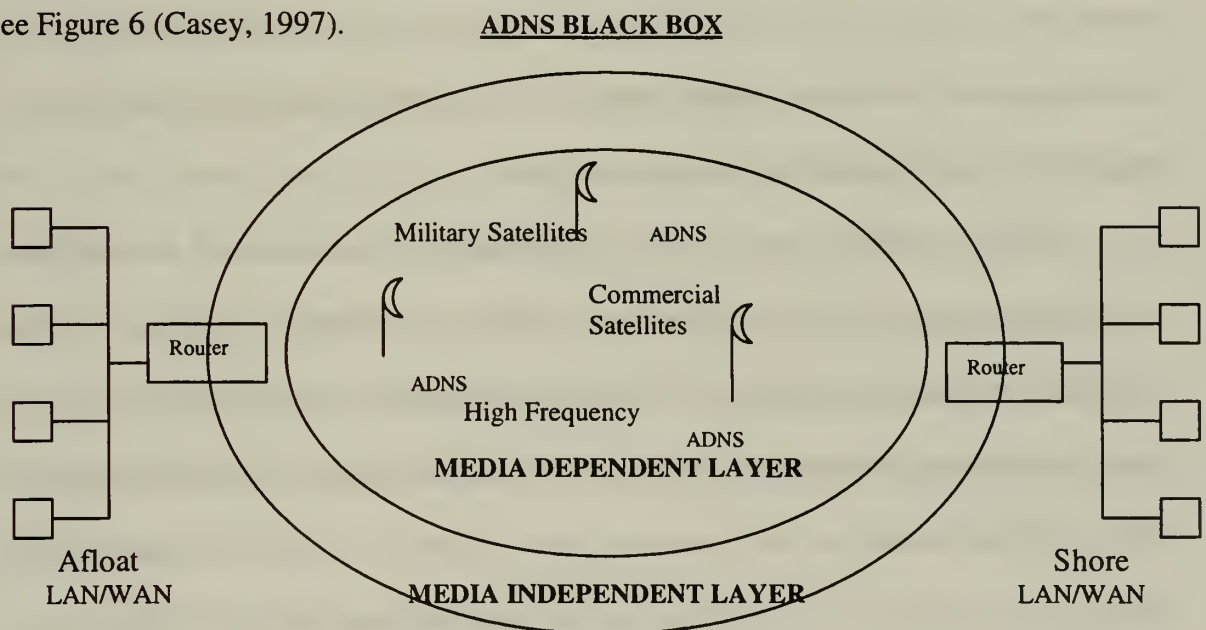 ee Figure 6 (Casey, 1997).
ADNS BLACK BOX
Military Satellites
ADNS
Commercial
Satellites
Router
Router
ADNS
High Frequency
ADNS
MEDIA DEPENDENT LAYER
Afloat
LAN/WAN
MEDIA INDEPENDENT LAYER
Shore
LAN/WAN